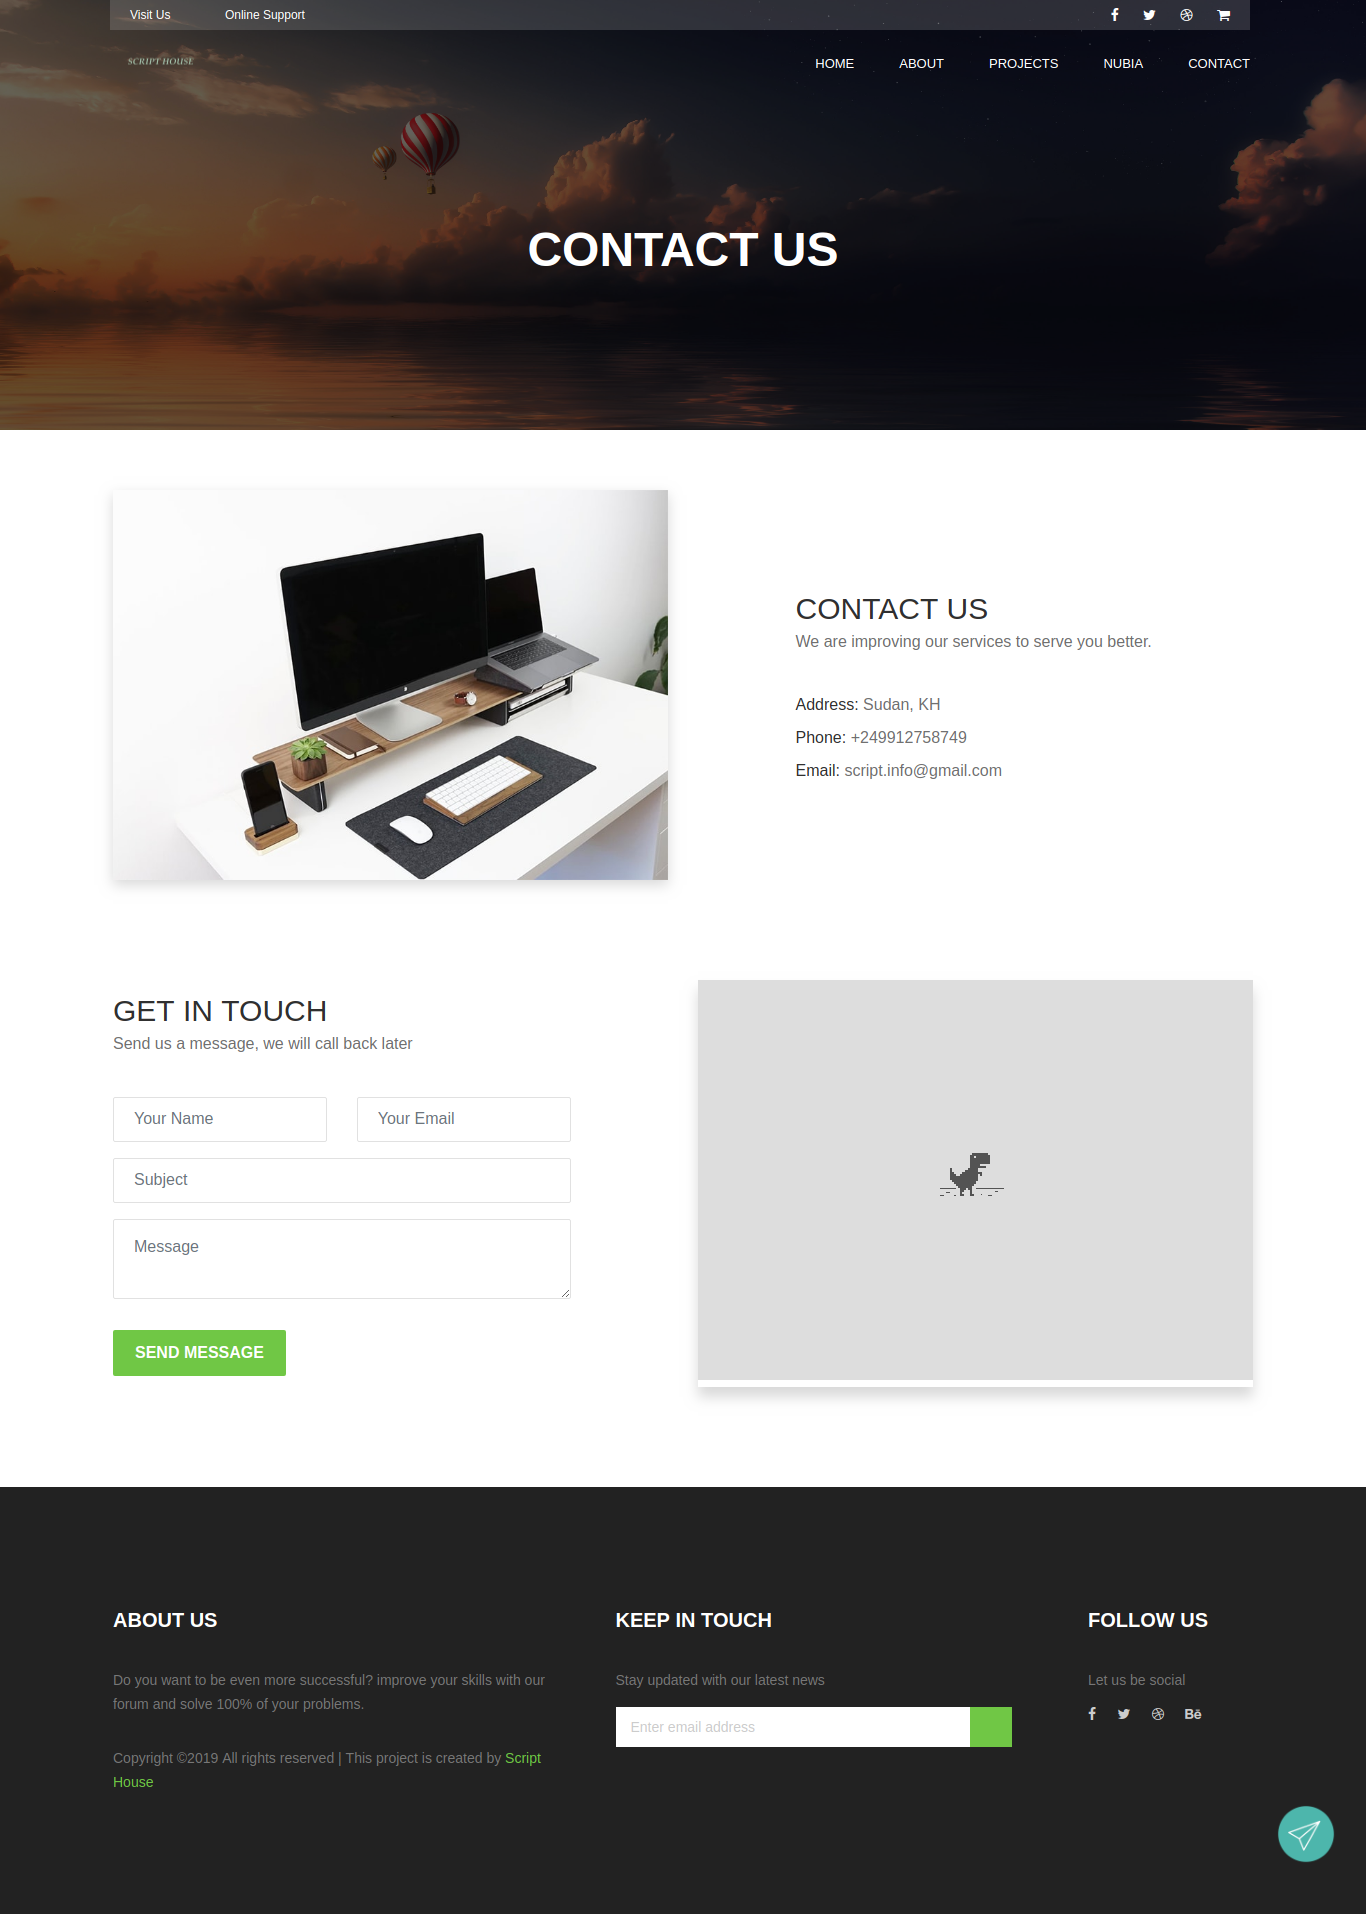 Visit Us
Online Support
SCRIPT HOUSE
HOME
ABOUT
PROJECTS
NUBIA
CONTACT
CONTACT US
CONTACT US
We are improving our services to serve you better.
Address: Sudan, KH
Phone: +249912758749
Email: script.info@gmail.com
GET IN TOUCH
Send us a message, we will call back later
Your Name
Your Email
Subject
Message
SEND MESSAGE
ABOUT US
Do you want to be even more successful? improve your skills with our
forum and solve 100% of your problems.
Copyright ©2019 All rights reserved | This project is created by Script
House
KEEP IN TOUCH
Stay updated with our latest news
Enter email address
FOLLOW US
Let us be social
Bē